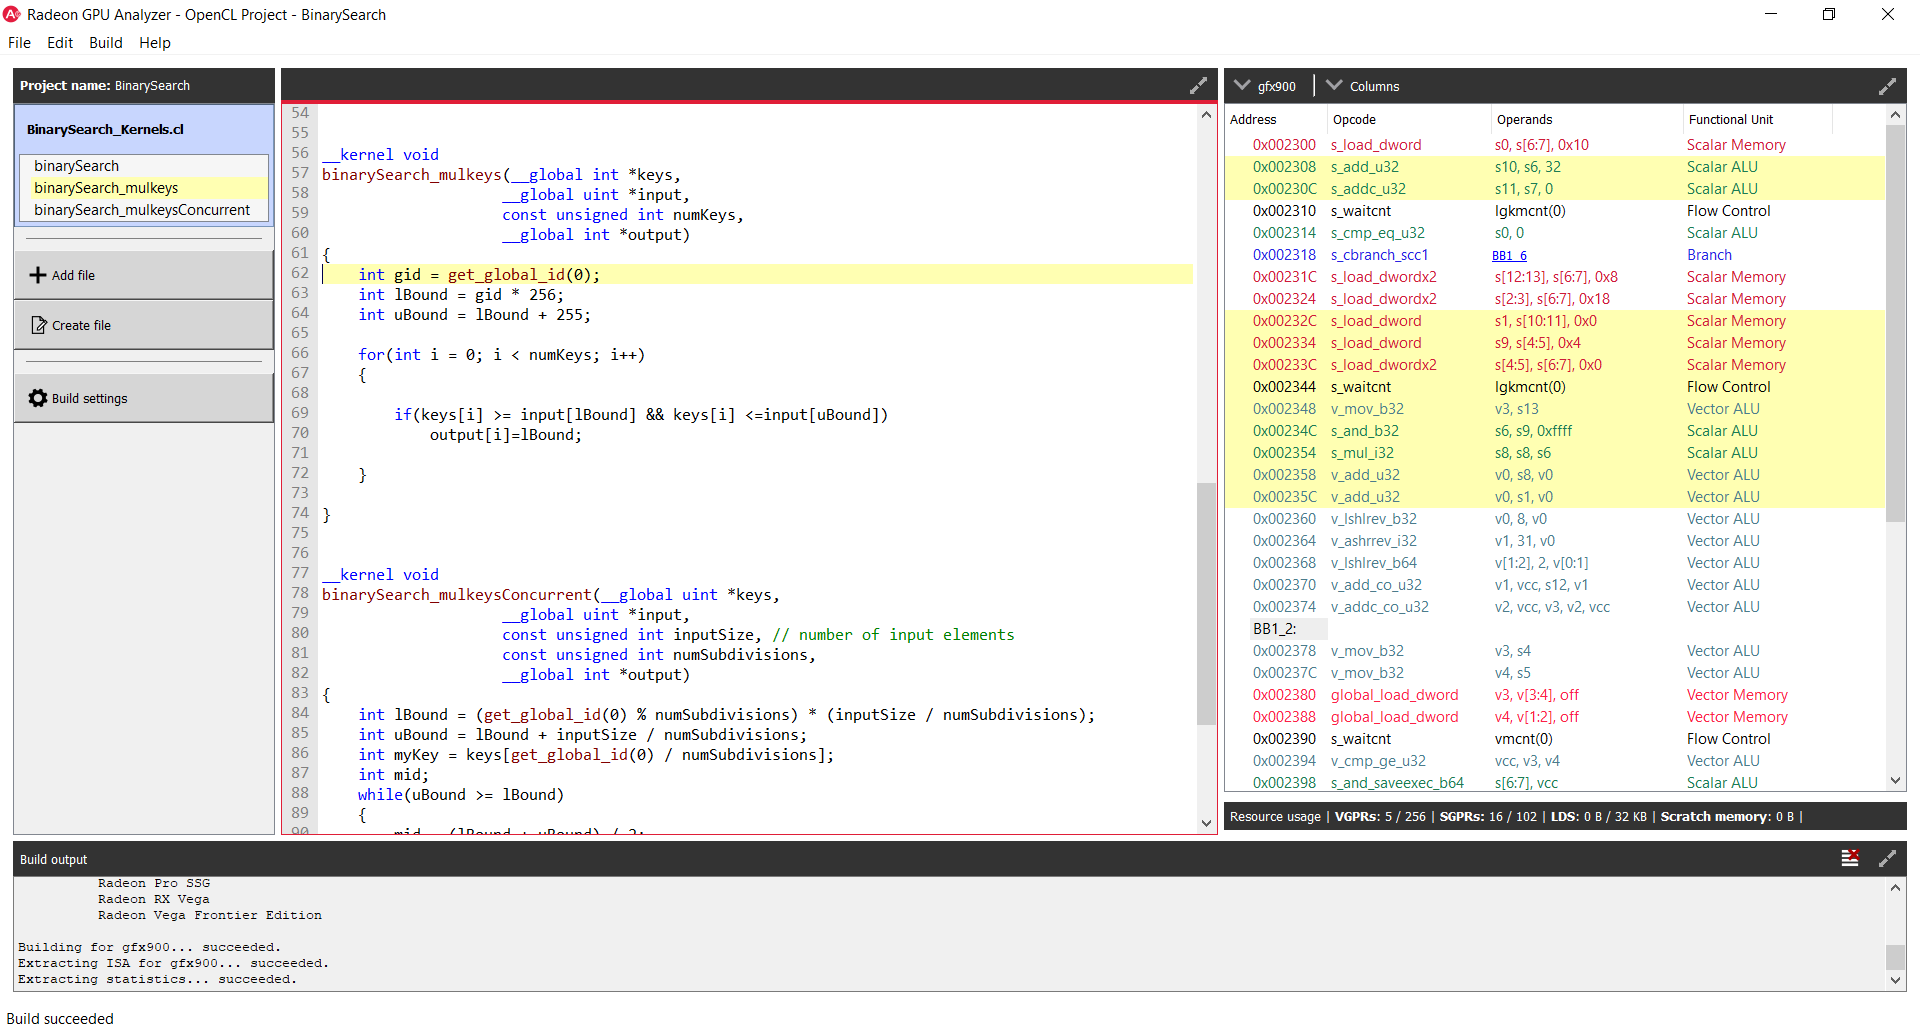 Radeon GPU Analyzer - OpenCL Project - BinarySearch
File Edit Build Help
Project name: BinarySearch
BinarySearch_Kernels.cl
binarySearch
binarySearch_mulkeys
binarySearch_mulkeysConcurrent
Add file
Create file
Build settings
54
55
56 __kernel void
57 binarySearch_mulkeys(__global int *keys,
58 __global uint *input,
59 const unsigned int numKeys,
60 __global int *output)
61 {
62 int gid = get_global_id(0);
63 int lBound = gid * 256;
64 int uBound = lBound + 255;
65
66 for(int i = 0; i < numKeys; i++)
67 {
68
69 if(keys[i] >= input[lBound] && keys[i] <=input[uBound])
70 output[i]=lBound;
71
72 }
73
74 }
75
76
77 __kernel void
78 binarySearch_mulkeysConcurrent(__global uint *keys,
79 __global uint *input,
80 const unsigned int inputSize, // number of input elements
81 const unsigned int numSubdivisions,
82 __global int *output)
83 {
84 int lBound = (get_global_id(0) % numSubdivisions) * (inputSize / numSubdivisions);
85 int uBound = lBound + inputSize / numSubdivisions;
86 int myKey = keys[get_global_id(0) / numSubdivisions];
87 int mid;
88 while(uBound >= lBound)
89 {
90 mid = (lBound + uBound) / 2;
gfx900 Columns
Address Opcode Operands Functional Unit
0x002300 s_load_dword s0, s[6:7], 0x10 Scalar Memory
0x002308 s_add_u32 s10, s6, 32 Scalar ALU
0x00230C s_addc_u32 s11, s7, 0 Scalar ALU
0x002310 s_waitcnt lgkmcnt(0) Flow Control
0x002314 s_cmp_eq_u32 s0, 0 Scalar ALU
0x002318 s_cbranch_scc1 BB1_6 Branch
0x00231C s_load_dwordx2 s[12:13], s[6:7], 0x8 Scalar Memory
0x002324 s_load_dwordx2 s[2:3], s[6:7], 0x18 Scalar Memory
0x00232C s_load_dword s1, s[10:11], 0x0 Scalar Memory
0x002334 s_load_dword s9, s[4:5], 0x4 Scalar Memory
0x00233C s_load_dwordx2 s[4:5], s[6:7], 0x0 Scalar Memory
0x002344 s_waitcnt lgkmcnt(0) Flow Control
0x002348 v_mov_b32 v3, s13 Vector ALU
0x00234C s_and_b32 s6, s9, 0xffff Scalar ALU
0x002354 s_mul_i32 s8, s8, s6 Scalar ALU
0x002358 v_add_u32 v0, s8, v0 Vector ALU
0x00235C v_add_u32 v0, s1, v0 Vector ALU
0x002360 v_lshlrev_b32 v0, 8, v0 Vector ALU
0x002364 v_ashrrev_i32 v1, 31, v0 Vector ALU
0x002368 v_lshlrev_b64 v[1:2], 2, v[0:1] Vector ALU
0x002370 v_add_co_u32 v1, vcc, s12, v1 Vector ALU
0x002374 v_addc_co_u32 v2, vcc, v3, v2, vcc Vector ALU
BB1_2:
0x002378 v_mov_b32 v3, s4 Vector ALU
0x00237C v_mov_b32 v4, s5 Vector ALU
0x002380 global_load_dword v3, v[3:4], off Vector Memory
0x002388 global_load_dword v4, v[1:2], off Vector Memory
0x002390 s_waitcnt vmcnt(0) Flow Control
0x002394 v_cmp_ge_u32 vcc, v3, v4 Vector ALU
0x002398 s_and_saveexec_b64 s[6:7], vcc Scalar ALU
Resource usage | VGPRs: 5 / 256 | SGPRs: 16 / 102 | LDS: 0 B / 32 KB | Scratch memory: 0 B |
Build output
Radeon Pro SSG
Radeon RX Vega
Radeon Vega Frontier Edition
Building for gfx900... succeeded.
Extracting ISA for gfx900... succeeded.
Extracting statistics... succeeded.
Build succeeded